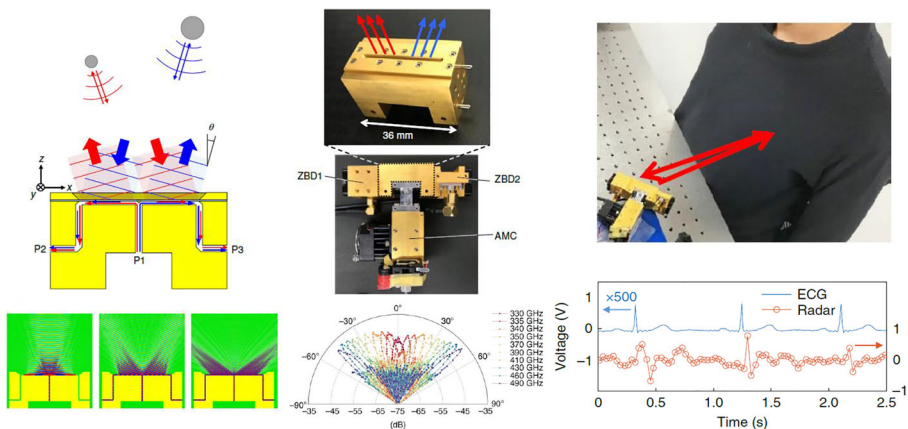 θ
z
x
y
P2
P1
P3
36 mm
ZBD1
ZBD2
AMC
0°
−30°
30°
−60°
60°
−90°
90°
−35 −45 −55 −65 −75 −65 −55 −45 −35
(dB)
330 GHz
335 GHz
340 GHz
350 GHz
370 GHz
390 GHz
410 GHz
430 GHz
460 GHz
490 GHz
×500
ECG
Radar
Voltage (V)
1
0
−1
1
0
−1
0 0.5 1.0 1.5 2.0 2.5
Time (s)